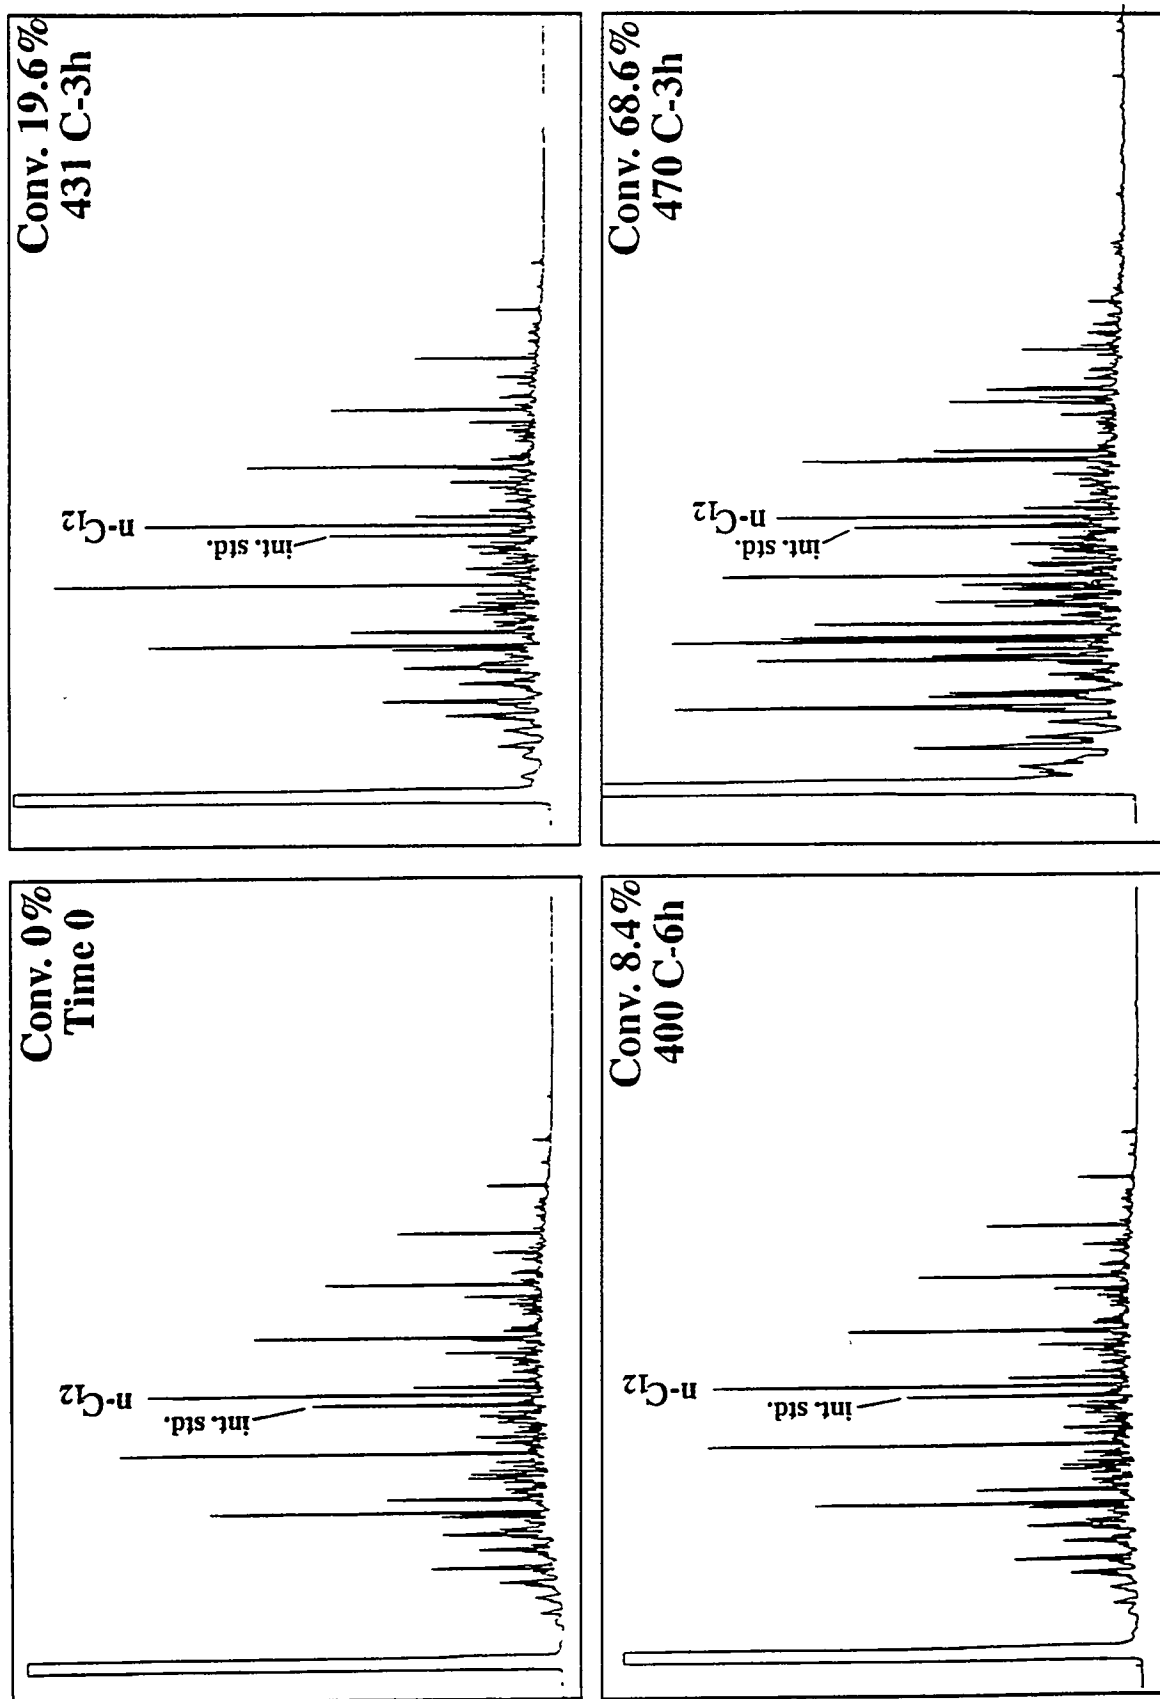 Conv. 0%
Time 0
n-C12
int. std.
Conv. 19.6%
431 C-3h
n-C12
int. std.
Conv. 8.4%
400 C-6h
n-C12
int. std.
Conv. 68.6%
470 C-3h
n-C12
int. std.